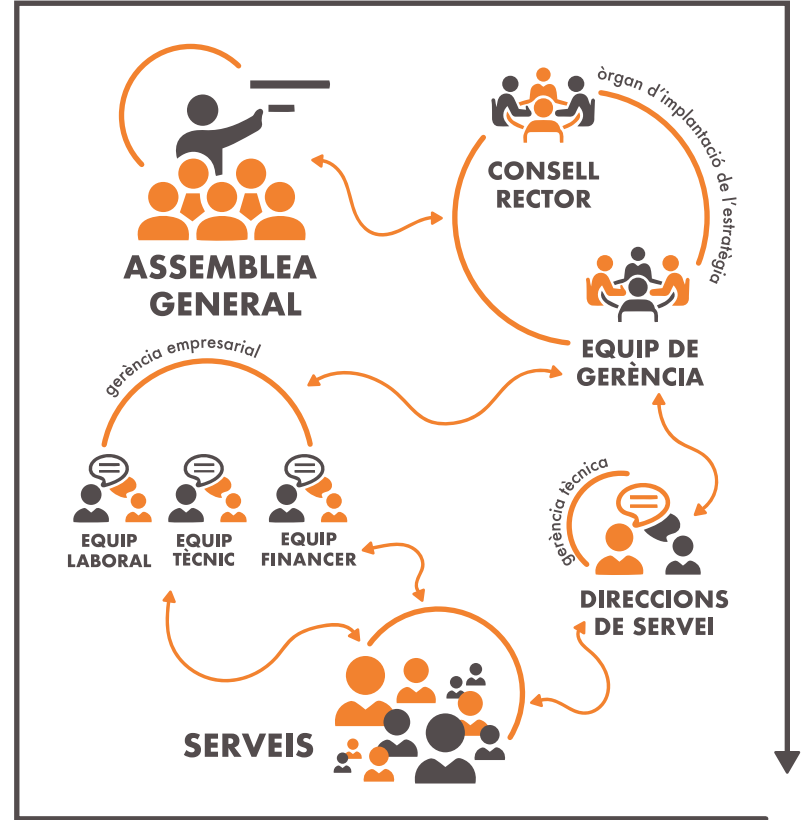 ASSEMBLEA
GENERAL
CONSELL
RECTOR
òrgan d'implantació de l'estratègia
EQUIP DE
GERÈNCIA
gerència empresarial
EQUIP
LABORAL
EQUIP
TÈCNIC
EQUIP
FINANCER
gerència tècnica
DIRECCIONS
DE SERVEI
SERVEIS